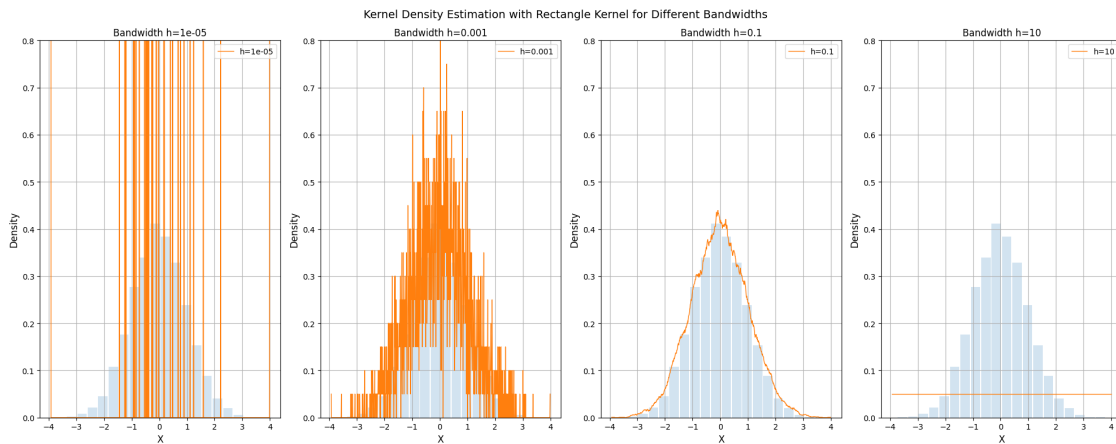 Kernel Density Estimation with Rectangle Kernel for Different Bandwidths
Bandwidth h=1e-05
h=1e-05
0.8
0.7
0.6
0.5
0.4
0.3
0.2
0.1
0.0
Density
−4 −3 −2 −1 0 1 2 3 4
X
Bandwidth h=0.001
h=0.001
0.8
0.7
0.6
0.5
0.4
0.3
0.2
0.1
0.0
Density
−4 −3 −2 −1 0 1 2 3 4
X
Bandwidth h=0.1
h=0.1
0.8
0.7
0.6
0.5
0.4
0.3
0.2
0.1
0.0
Density
−4 −3 −2 −1 0 1 2 3 4
X
Bandwidth h=10
h=10
0.8
0.7
0.6
0.5
0.4
0.3
0.2
0.1
0.0
Density
−4 −3 −2 −1 0 1 2 3 4
X